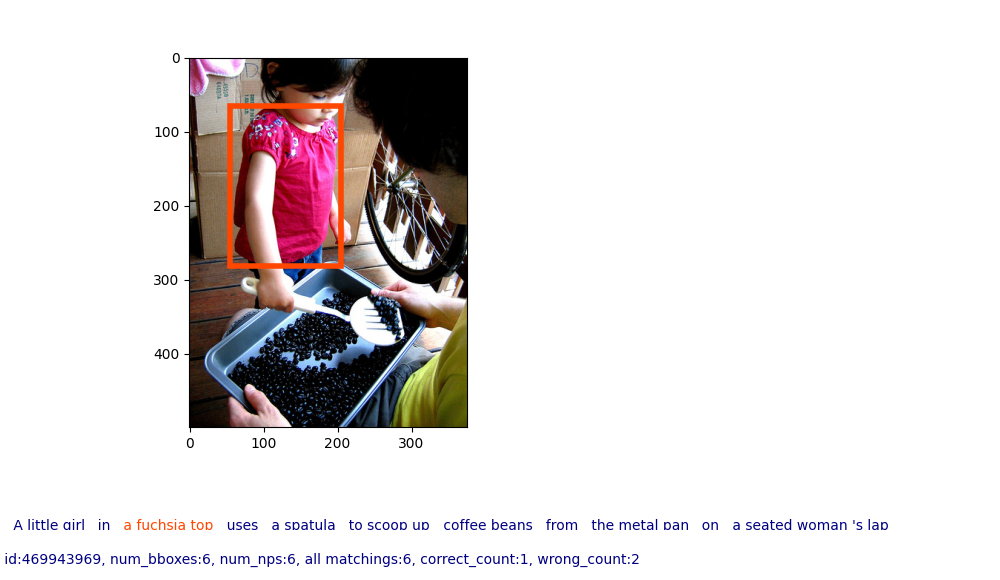 0
100
200
300
400
0 100 200 300
A little girl in a fuchsia top uses a spatula to scoop up coffee beans from the metal pan on a seated woman 's lap
id:469943969, num_bboxes:6, num_nps:6, all matchings:6, correct_count:1, wrong_count:2